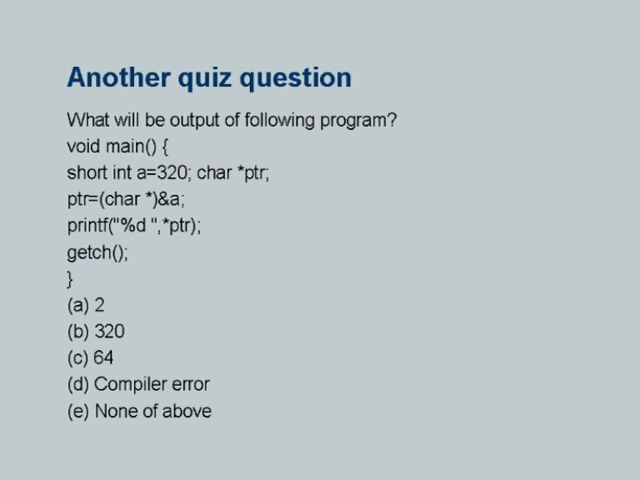 Another quiz question
What will be output of following program?
void main() {
short int a=320; char *ptr;
ptr=(char *)&a;
printf("%d ",*ptr);
getch();
}
(a) 2
(b) 320
(c) 64
(d) Compiler error
(e) None of above